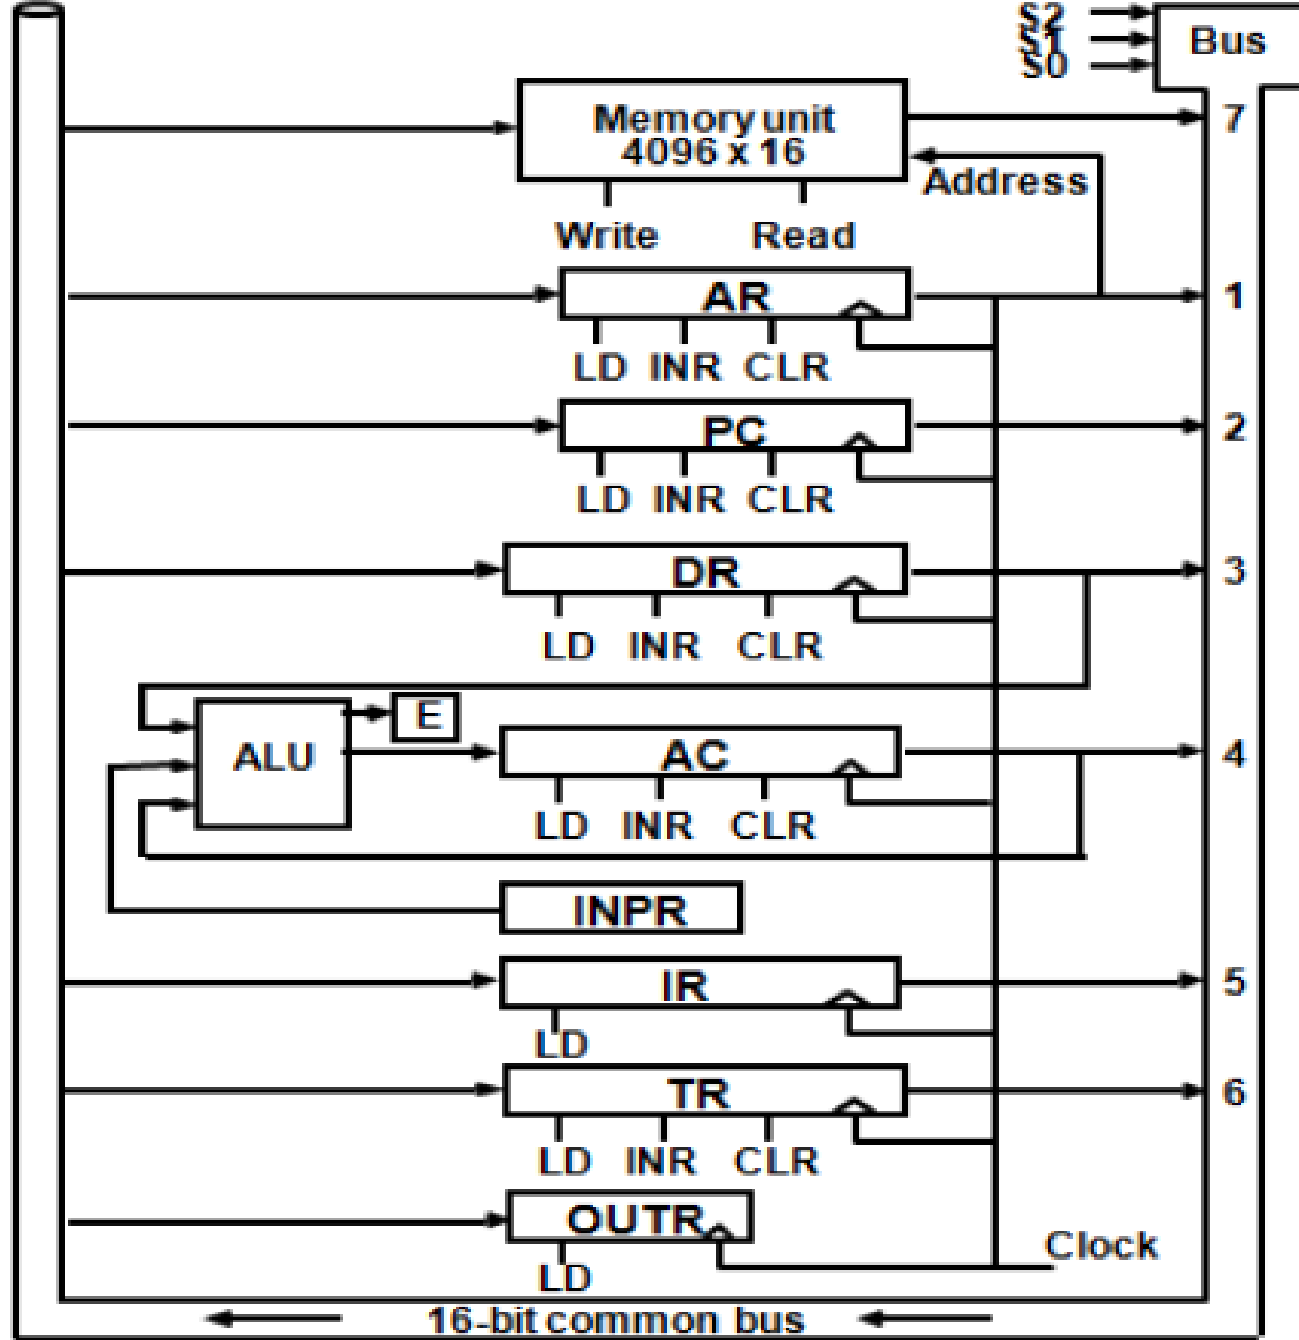 S2
S1
S0
Bus
Memory unit
4096 x 16
7
Address
Write Read
AR
1
LD INR CLR
PC
2
LD INR CLR
DR
3
LD INR CLR
E
ALU
AC
4
LD INR CLR
INPR
IR
5
LD
TR
6
LD INR CLR
OUTR
Clock
LD
16-bit common bus